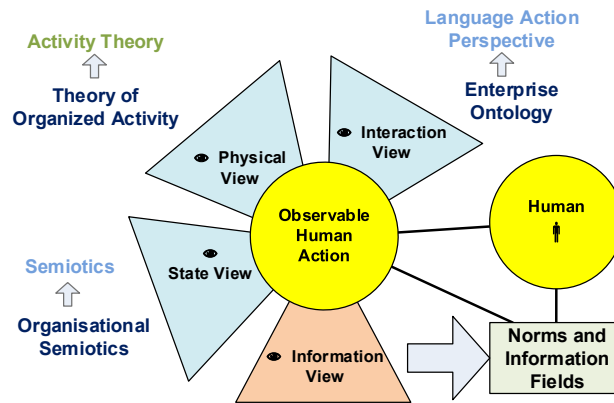 Activity Theory
Theory of
Organized Activity
Language Action
Perspective
Enterprise
Ontology
Physical
View
Interaction
View
Observable
Human
Action
Human
State View
Semiotics
Organisational
Semiotics
Information
View
Norms and
Information
Fields